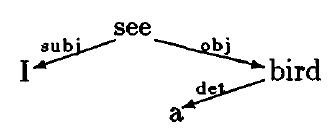 see
subj obj
I bird
det
a